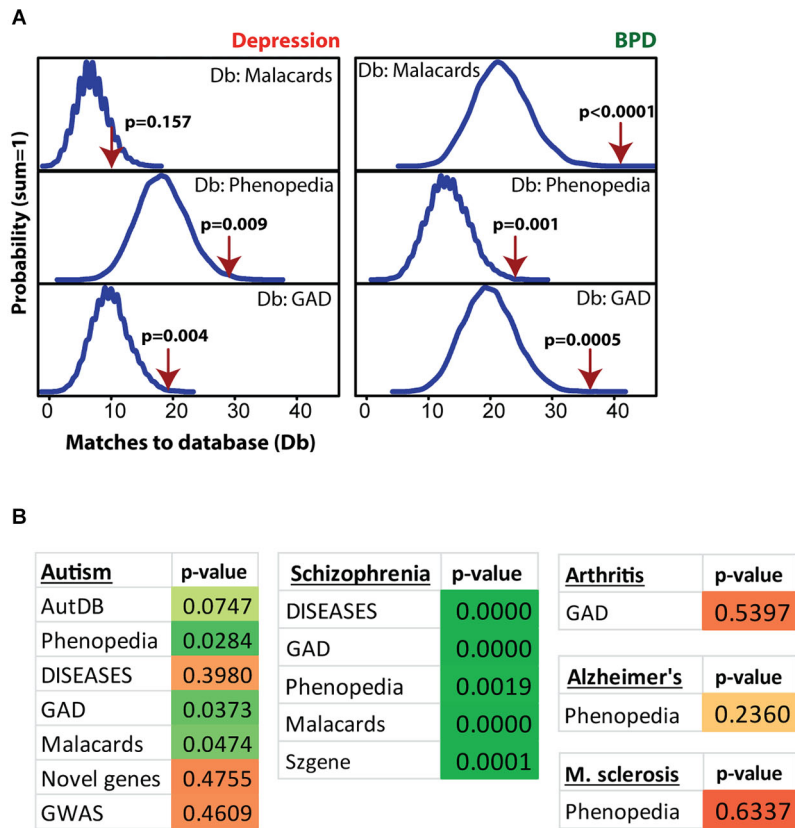 A
Depression BPD
Db: Malacards
p=0.157
Db: Malacards
p<0.0001
Db: Phenopedia
p=0.009
Db: Phenopedia
p=0.001
Db: GAD
p=0.004
Db: GAD
p=0.0005
Probability (sum=1)
0 10 20 30 40
0 10 20 30 40
Matches to database (Db)
B
Autism p-value
AutDB 0.0747
Phenopedia 0.0284
DISEASES 0.3980
GAD 0.0373
Malacards 0.0474
Novel genes 0.4755
GWAS 0.4609
Schizophrenia p-value
DISEASES 0.0000
GAD 0.0000
Phenopedia 0.0019
Malacards 0.0000
Szgene 0.0001
Arthritis p-value
GAD 0.5397
Alzheimer's p-value
Phenopedia 0.2360
M. sclerosis p-value
Phenopedia 0.6337